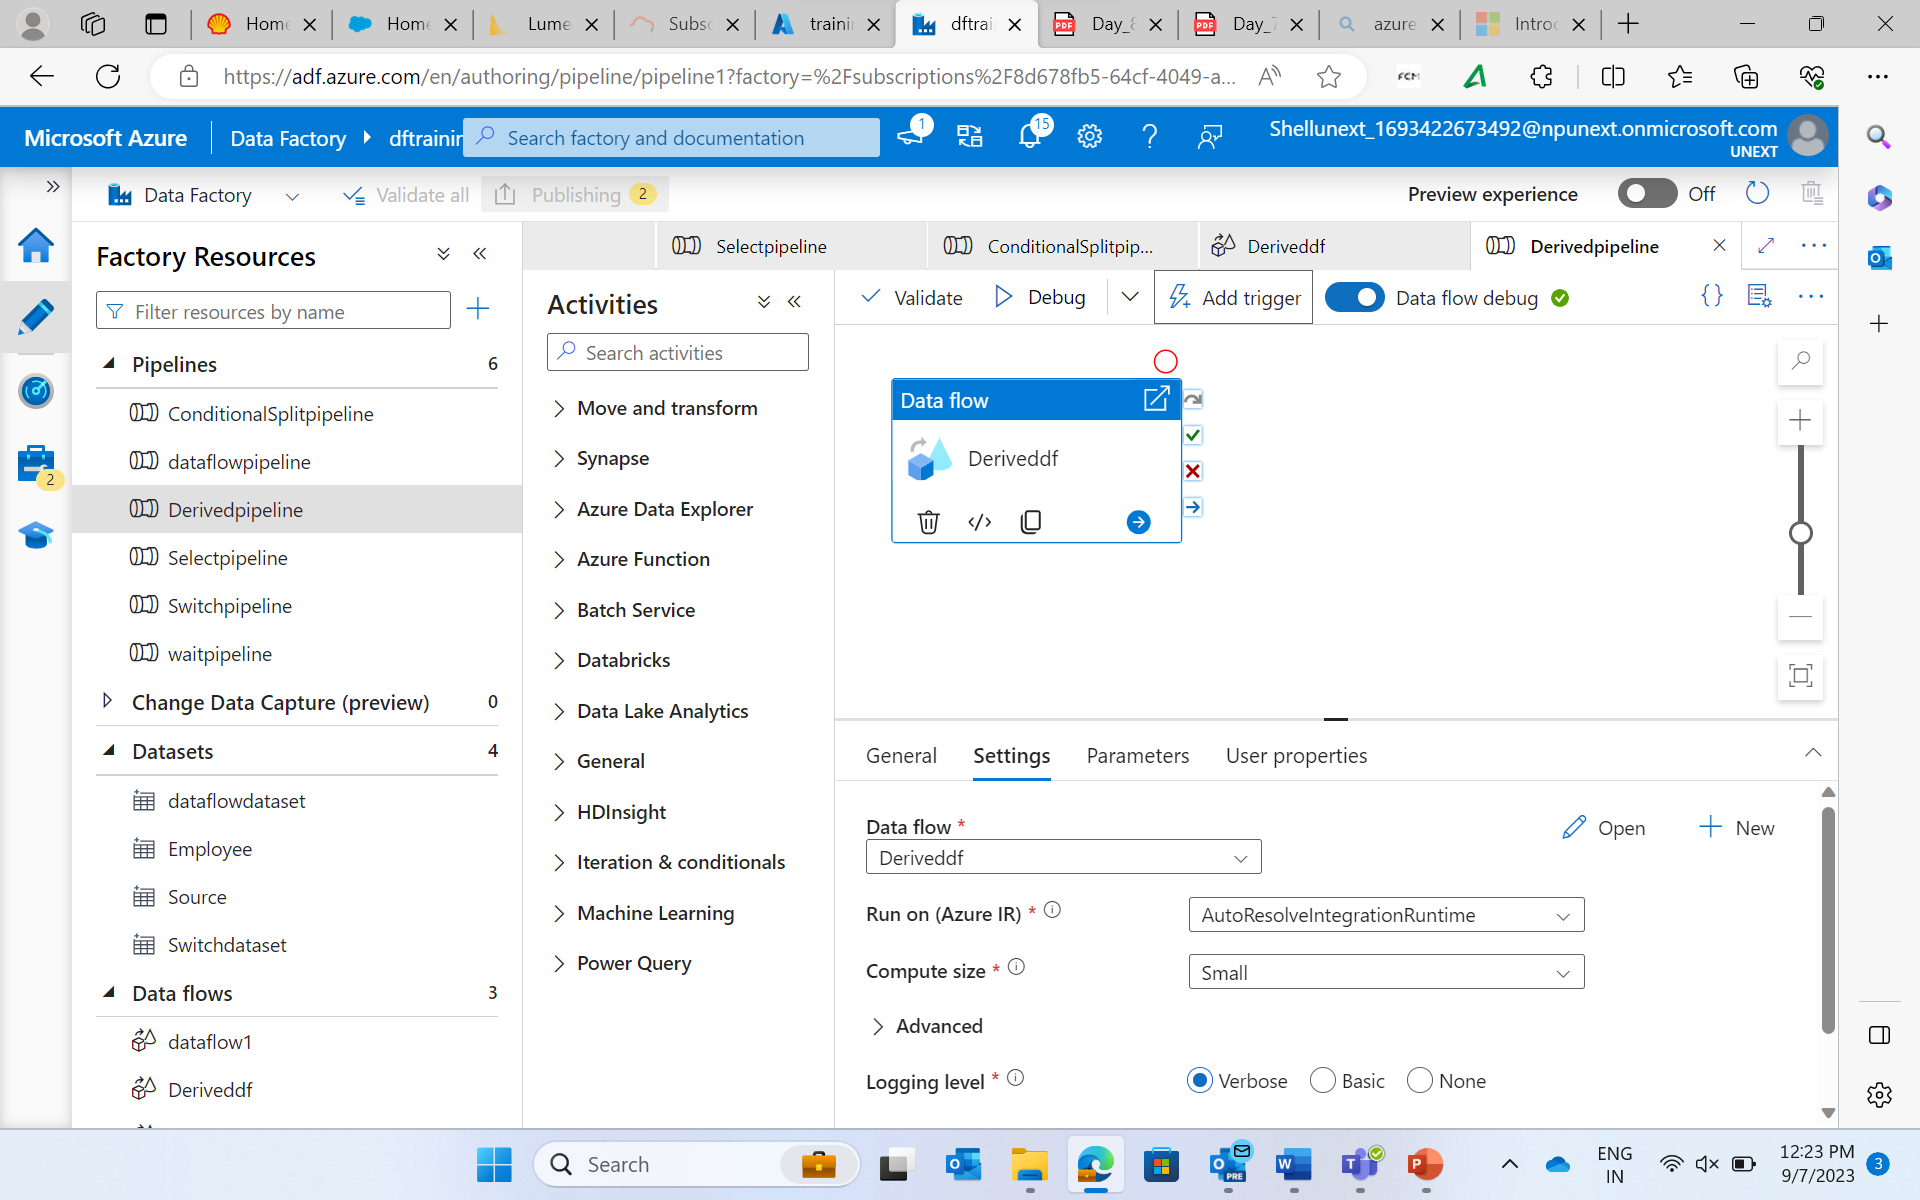 Home
Home
Lume
Subsc
trainin
dftrain
Day_8
Day_7
azure
Introd
https://adf.azure.com/en/authoring/pipeline/pipeline1?factory=%2Fsubscriptions%2F8d678fb5-64cf-4049-a...
FCM
Microsoft Azure
Data Factory
dftrainin
Search factory and documentation
1
15
Shellunext_1693422673492@npunext.onmicrosoft.com
UNEXT
Data Factory
Validate all
Publishing 2
Preview experience
Off
Factory Resources
Filter resources by name
Pipelines 6
ConditionalSplitpipeline
dataflowpipeline
Derivedpipeline
Selectpipeline
Switchpipeline
waitpipeline
Change Data Capture (preview) 0
Datasets 4
dataflowdataset
Employee
Source
Switchdataset
Data flows 3
dataflow1
Deriveddf
2
Selectpipeline
ConditionalSplitpip...
Deriveddf
Derivedpipeline
Activities
Search activities
Move and transform
Synapse
Azure Data Explorer
Azure Function
Batch Service
Databricks
Data Lake Analytics
General
HDInsight
Iteration & conditionals
Machine Learning
Power Query
Validate
Debug
Add trigger
Data flow debug
Data flow
Deriveddf
General
Settings
Parameters
User properties
Data flow *
Open
New
Deriveddf
Run on (Azure IR) *
AutoResolveIntegrationRuntime
Compute size *
Small
Advanced
Logging level *
Verbose
Basic
None
Search
PRE
ENG
IN
12:23 PM
9/7/2023
3